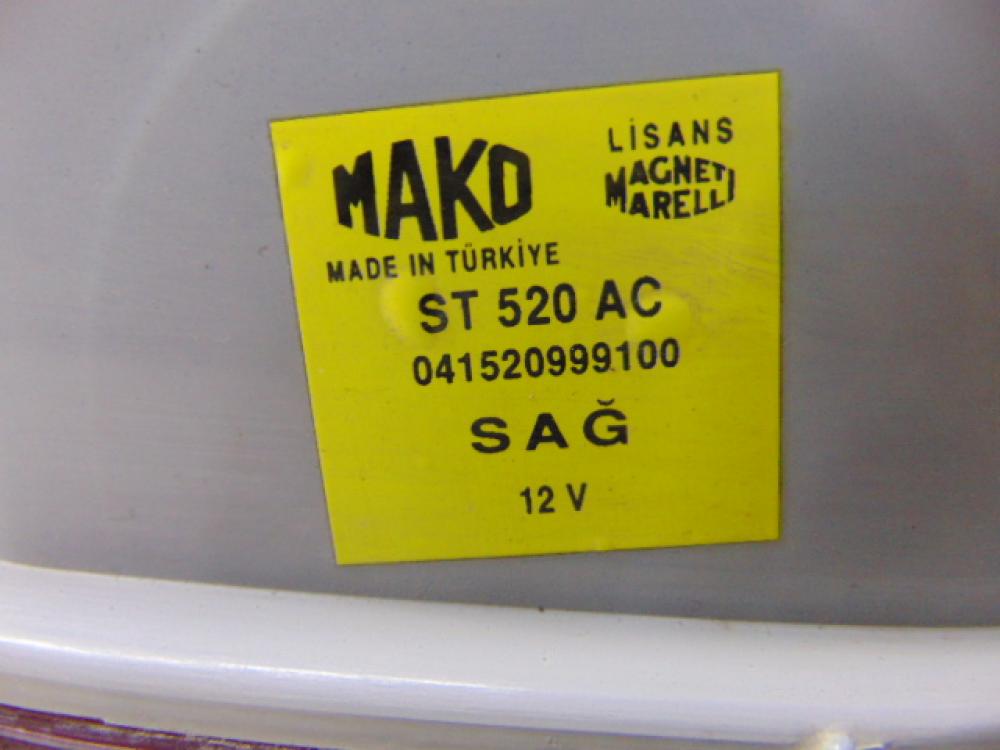 MAKO
LİSANS
MAGNETI
MARELLI
MADE IN TÜRKİYE
ST 520 AC
041520999100
SAĞ
12 V